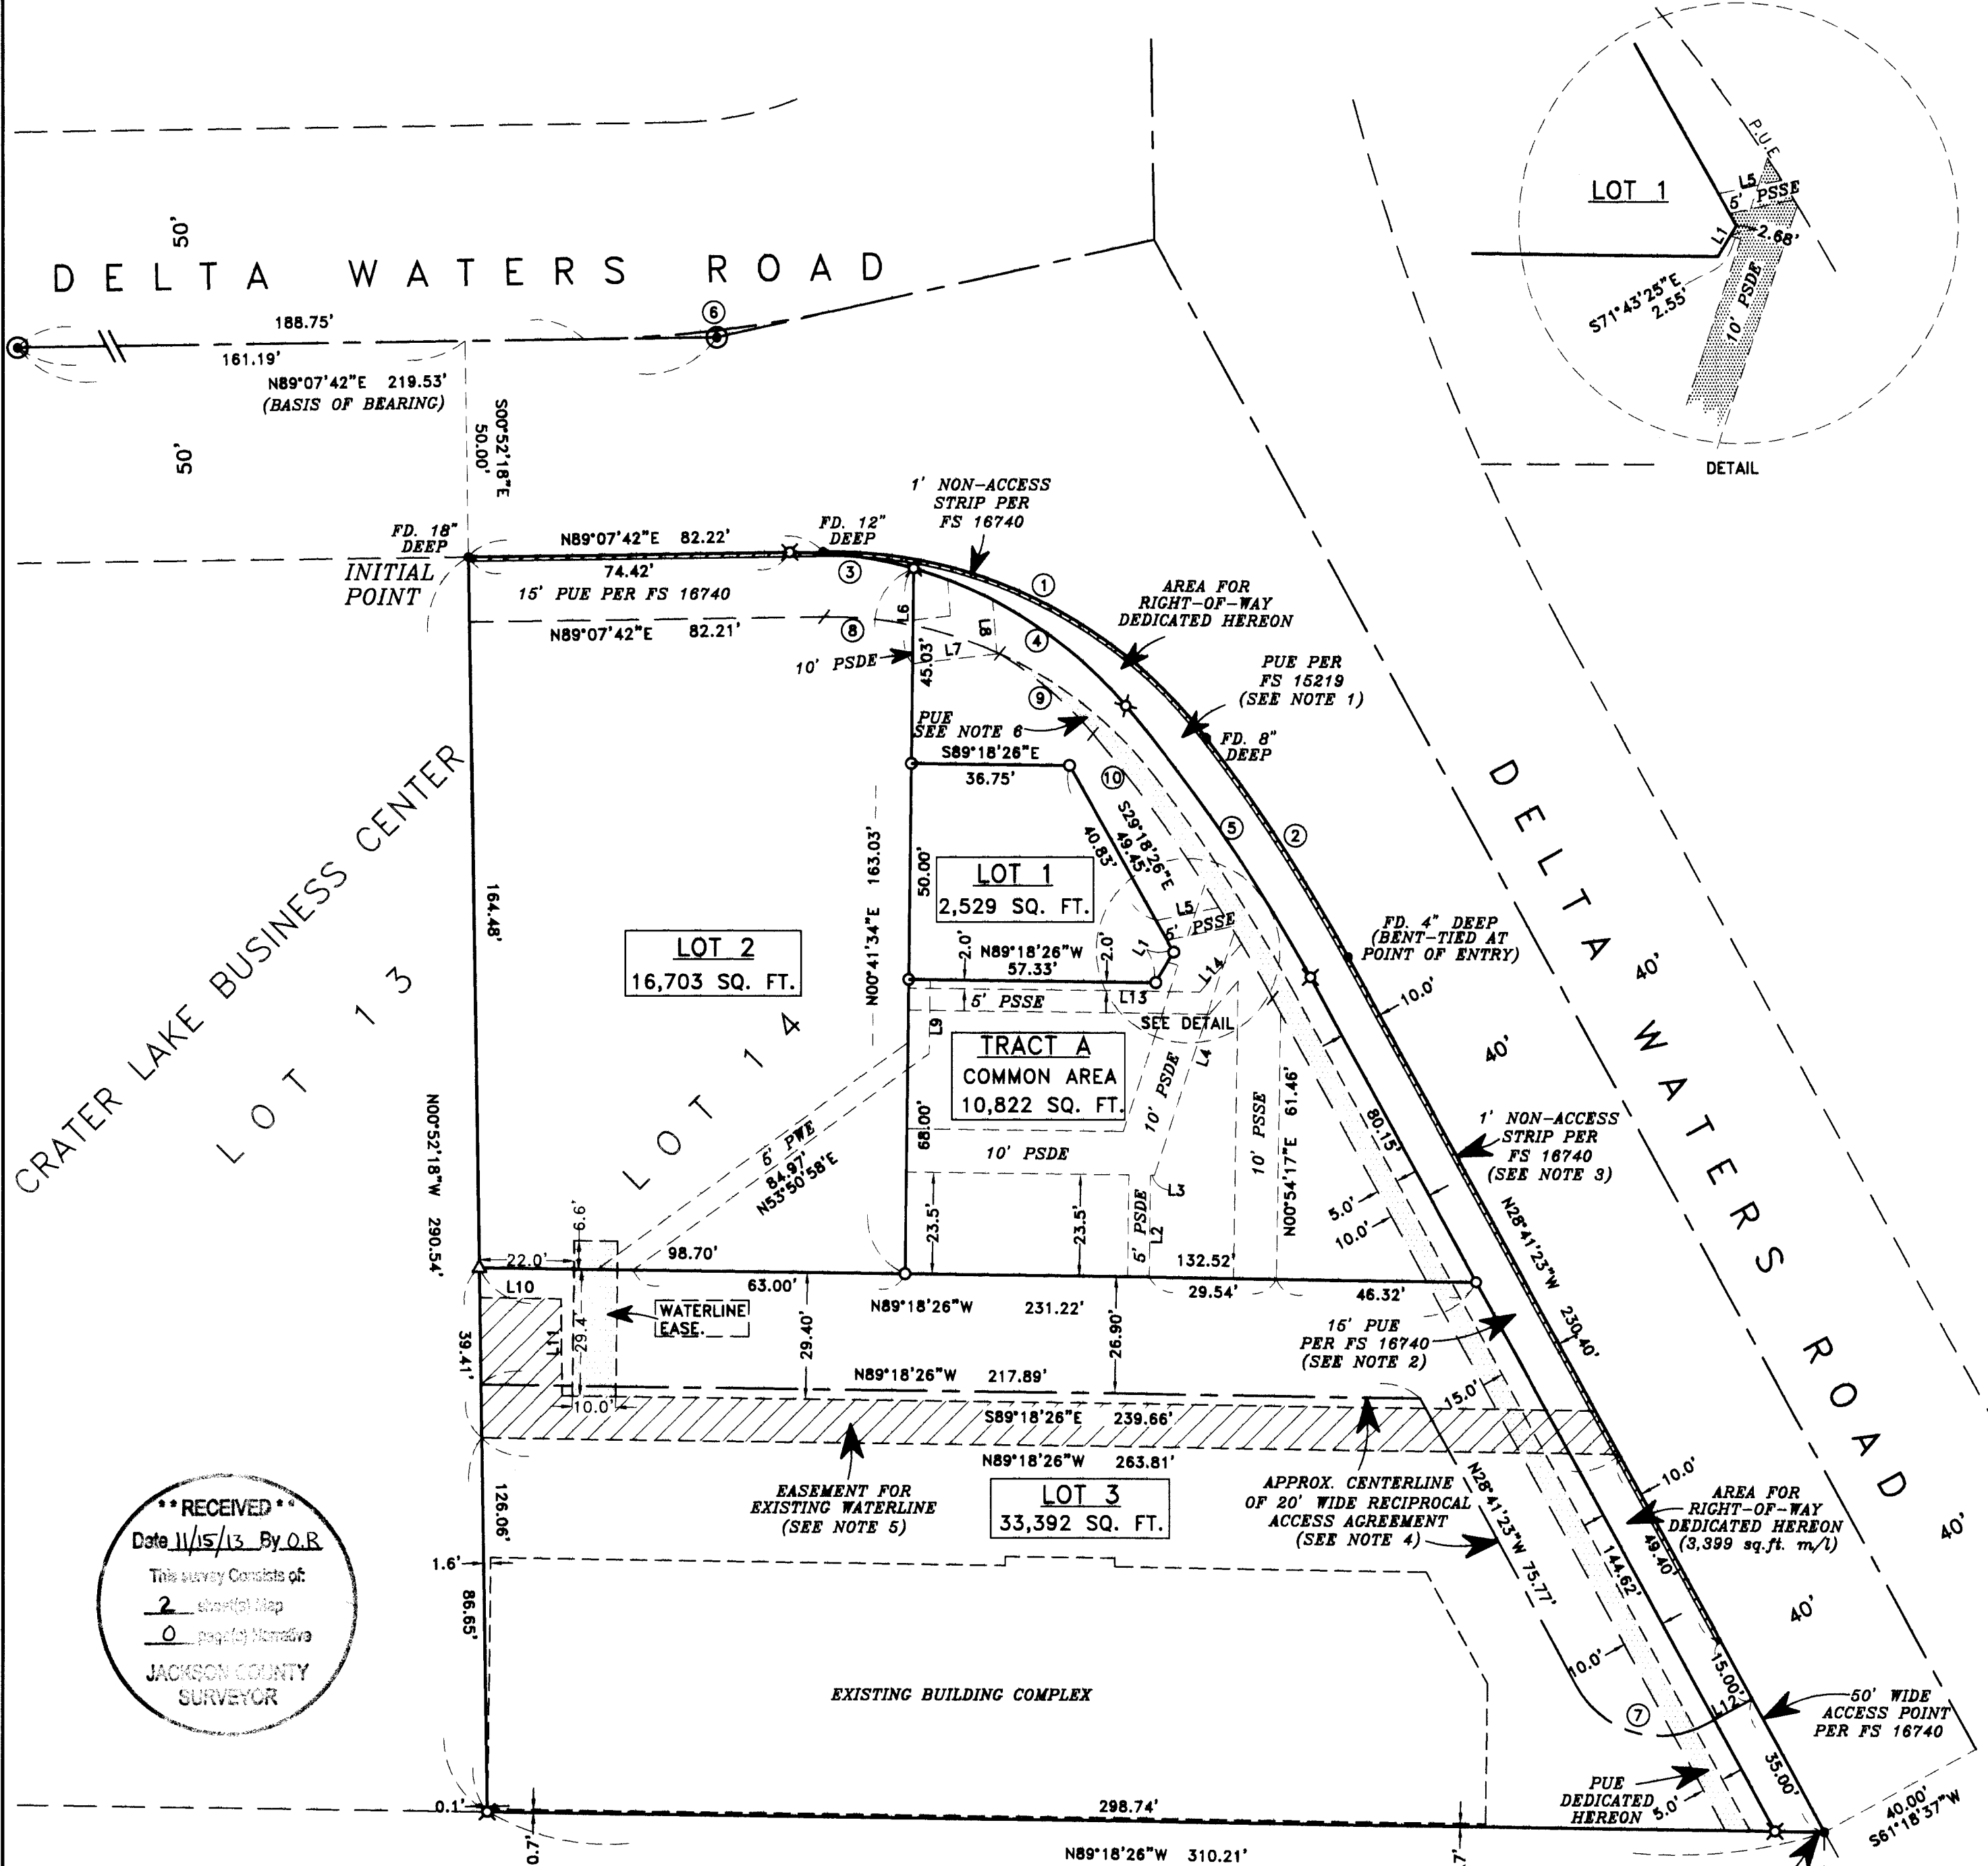 50'
DELTA WATERS ROAD
188.75'
6
161.19'
N89°07'42"E 219.53'
(BASIS OF BEARING)
50'
S00°52'18"E
50.00'
LOT 1
P.U.E
L5
5' PSSE
L1
2.68'
S71°43'25"E
2.55'
10' PSDE
DETAIL
1' NON-ACCESS
STRIP PER
FS 16740
FD. 18"
DEEP
INITIAL
POINT
N89°07'42"E 82.22'
FD. 12"
DEEP
74.42'
3
1
15' PUE PER FS 16740
N89°07'42"E 82.21'
8
L6
L8
4
L7
10' PSDE
45.03'
9
AREA FOR
RIGHT-OF-WAY
DEDICATED HEREON
PUE PER
FS 15219
(SEE NOTE 1)
PUE
SEE NOTE 6
FD. 8"
DEEP
S89°18'26"E
36.75'
10
S29°18'26"E
49.45'
40.83'
5
2
N00°41'34"E 163.03'
50.00'
LOT 1
2,529 SQ. FT.
L5
5' PSSE
L1
2.0'
N89°18'26"W
57.33'
2.0'
L14
L13
5' PSSE
SEE DETAIL
CRATER LAKE BUSINESS CENTER
LOT 13
164.48'
LOT 2
16,703 SQ. FT.
LOT 14
L9
TRACT A
COMMON AREA
10,822 SQ. FT.
L4
10' PSDE
68.00'
10' PSDE
10' PSSE
N00°54'17"E 61.46'
FD. 4" DEEP
(BENT-TIED AT
POINT OF ENTRY)
10.0'
40'
40'
DELTA WATERS ROAD
80.15'
1' NON-ACCESS
STRIP PER
FS 16740
(SEE NOTE 3)
N00°52'18"W 290.54'
6' PWE
84.97'
N53°50'58"E
23.5'
23.5'
5' PSDE
L2
L3
5.0'
10.0'
N28°41'23"W 230.40'
6.6'
22.0'
98.70'
132.52'
L10
63.00'
29.54'
46.32'
N89°18'26"W 231.22'
WATERLINE
EASE.
L11
29.4'
39.41'
29.40'
26.90'
15' PUE
PER FS 16740
(SEE NOTE 2)
N89°18'26"W 217.89'
10.0'
15.0'
S89°18'26"E 239.66'
N89°18'26"W 263.81'
EASEMENT FOR
EXISTING WATERLINE
(SEE NOTE 5)
LOT 3
33,392 SQ. FT.
APPROX. CENTERLINE
OF 20' WIDE RECIPROCAL
ACCESS AGREEMENT
(SEE NOTE 4)
N28°41'23"W 75.77'
10.0'
AREA FOR
RIGHT-OF-WAY
DEDICATED HEREON
(3,399 sq.ft. m/l)
49.40'
144.62'
40'
40'
126.06'
1.6'
86.65'
**RECEIVED**
Date 11/15/13 By O.R
This survey Consists of:
2 sheet(s) Map
0 page(s) Narrative
JACKSON COUNTY
SURVEYOR
EXISTING BUILDING COMPLEX
10.0'
7
15.00'
L12
50' WIDE
ACCESS POINT
PER FS 16740
35.00'
PUE
DEDICATED
HEREON
5.0'
40.00'
S61°18'37"W
0.1'
0.7'
298.74'
N89°18'26"W 310.21'